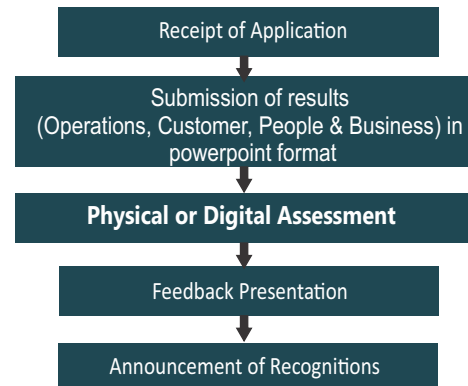 Receipt of Application
Submission of results
(Operations, Customer, People & Business) in
powerpoint format
Physical or Digital Assessment
Feedback Presentation
Announcement of Recognitions